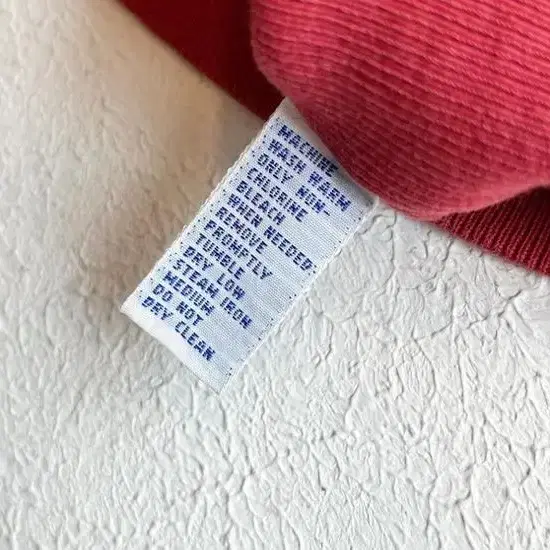 MACHINE
WASH WARM
ONLY NON-
CHLORINE
BLEACH
WHEN NEEDED
REMOVE
PROMPTLY
TUMBLE
DRY LOW
STEAM IRON
MEDIUM
DO NOT
DRY CLEAN